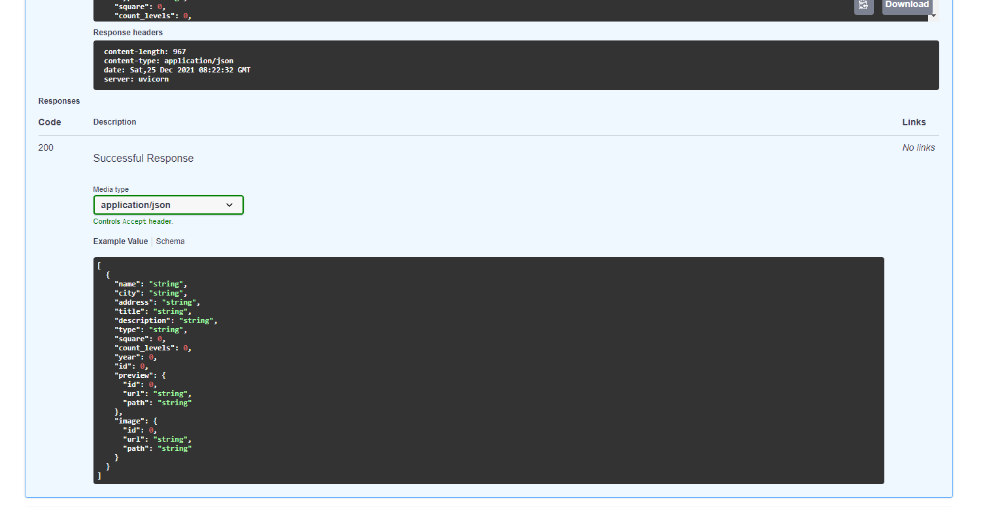 "square": 0,
"count_levels": 0,
Download
Response headers
content-length: 967
content-type: application/json
date: Sat,25 Dec 2021 08:22:32 GMT
server: uvicorn
Responses
Code Description Links
200 Successful Response No links
Media type
application/json
Controls Accept header.
Example Value Schema
[
{
"name": "string",
"city": "string",
"address": "string",
"title": "string",
"description": "string",
"type": "string",
"square": 0,
"count_levels": 0,
"year": 0,
"id": 0,
"preview": {
"id": 0,
"url": "string",
"path": "string"
},
"image": {
"id": 0,
"url": "string",
"path": "string"
}
}
]